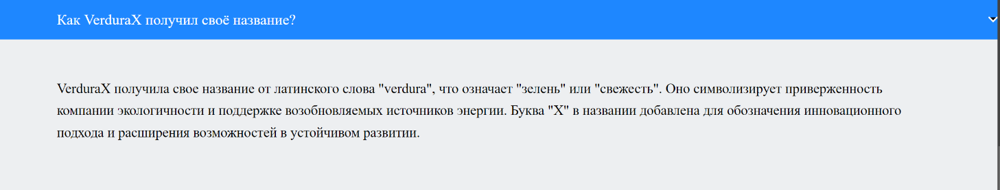 Как VerduraX получил своё название?
VerduraX получила свое название от латинского слова "verdura", что означает "зелень" или "свежесть". Оно символизирует приверженность
компании экологичности и поддержке возобновляемых источников энергии. Буква "X" в названии добавлена для обозначения инновационного
подхода и расширения возможностей в устойчивом развитии.